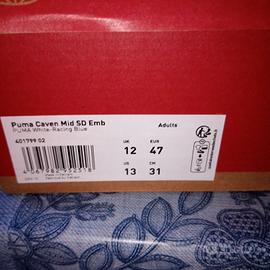 Puma Caven Mid SD Emb
PUMA White-Racing Blue
Adults
401799 02
UK
EUR
12
47
US
CM
13
31